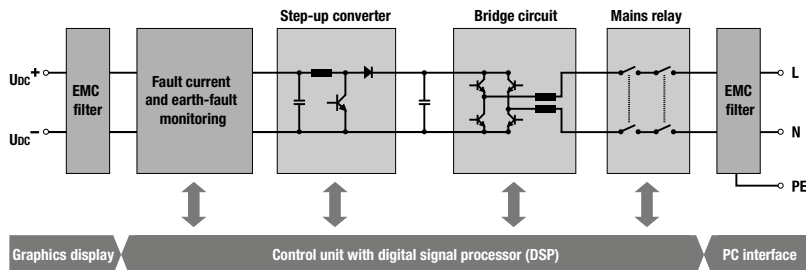 Step-up converter
Bridge circuit
Mains relay
UDC+
UDC–
EMC
filter
Fault current
and earth-fault
monitoring
EMC
filter
L
N
PE
Graphics display
Control unit with digital signal processor (DSP)
PC interface